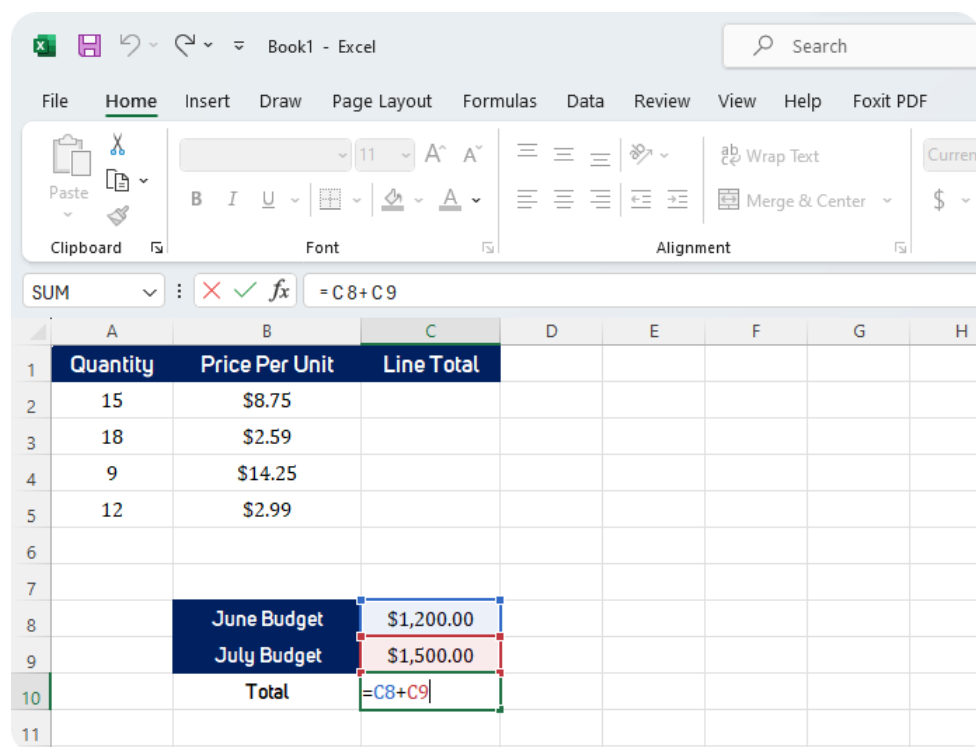 Book1 - Excel
Search
File Home Insert Draw Page Layout Formulas Data Review View Help Foxit PDF
11 A A ab Wrap Text
Paste B I U A Merge & Center $
Clipboard Font Alignment
SUM fx =C8+C9
A B C D E F G H
1 Quantity Price Per Unit Line Total
2 15 $8.75
3 18 $2.59
4 9 $14.25
5 12 $2.99
6
7
8 June Budget $1,200.00
9 July Budget $1,500.00
10 Total =C8+C9
11